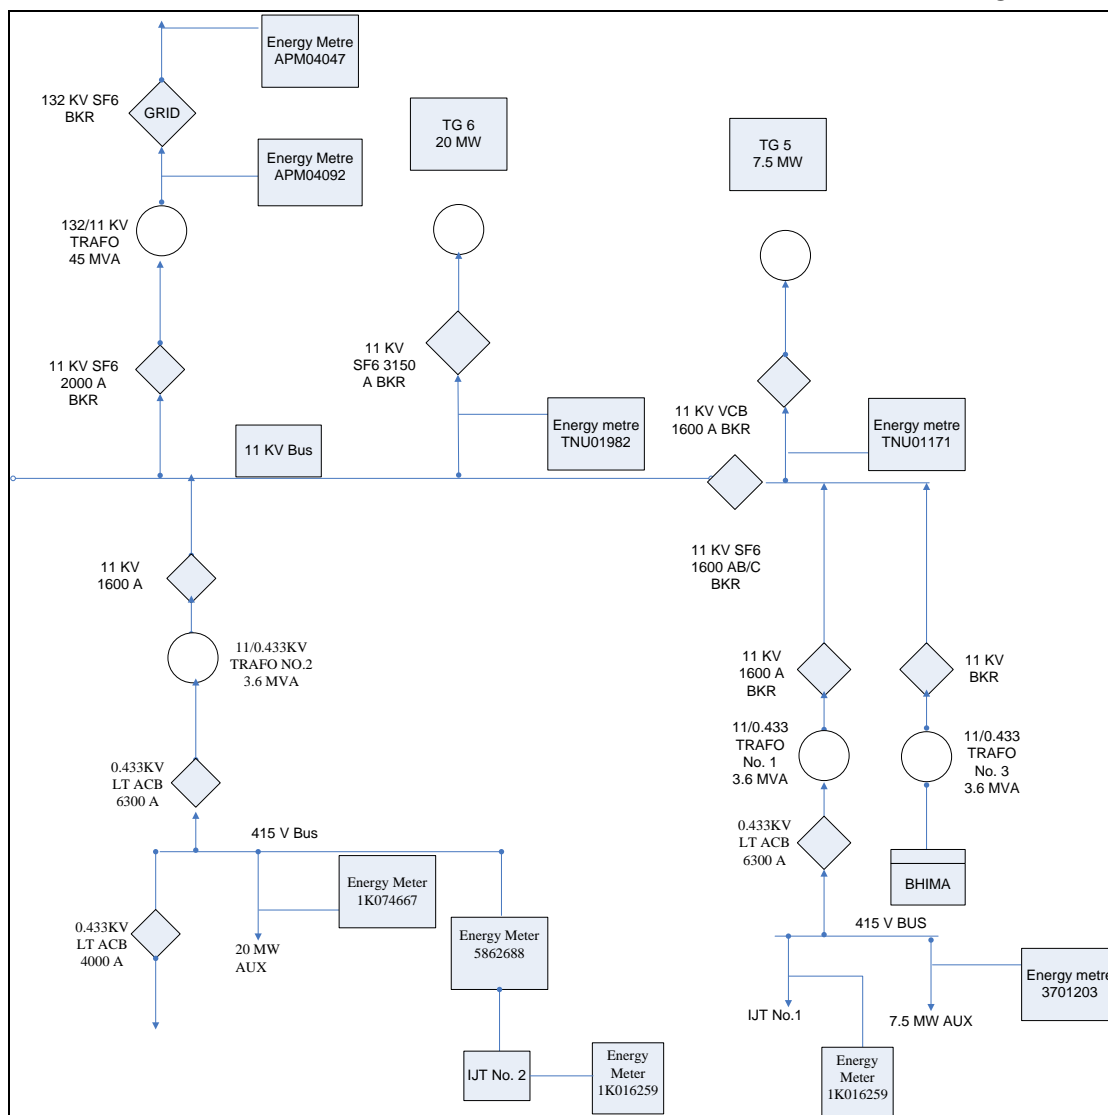 Energy Metre
APM04047
132 KV SF6
BKR
GRID
Energy Metre
APM04092
TG 6
20 MW
TG 5
7.5 MW
132/11 KV
TRAFO
45 MVA
11 KV SF6
2000 A
BKR
11 KV
SF6 3150
A BKR
11 KV VCB
1600 A BKR
Energy metre
TNU01982
Energy metre
TNU01171
11 KV Bus
11 KV SF6
1600 AB/C
BKR
11 KV
1600 A
11/0.433KV
TRAFO NO.2
3.6 MVA
11 KV
1600 A
BKR
11 KV
BKR
11/0.433
TRAFO
No. 1
3.6 MVA
11/0.433
TRAFO
No. 3
3.6 MVA
0.433KV
LT ACB
6300 A
0.433KV
LT ACB
6300 A
415 V Bus
BHIMA
Energy Meter
1K074667
0.433KV
LT ACB
4000 A
20 MW
AUX
Energy Meter
5862688
415 V BUS
Energy metre
3701203
IJT No.1
7.5 MW AUX
IJT No. 2
Energy
Meter
1K016259
Energy
Meter
1K016259